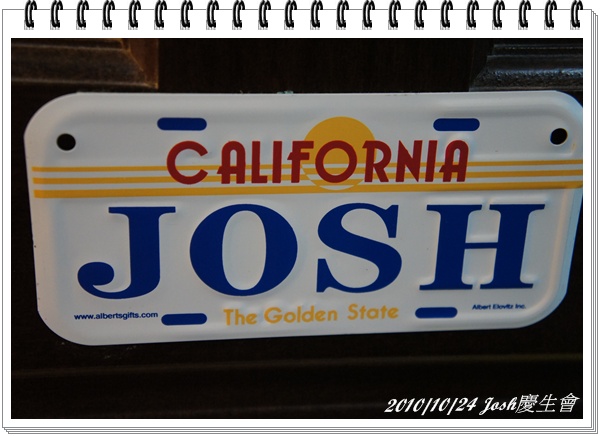 CALIFORNIA
JOSH
www.albertsgifts.com
The Golden State
Albert Elovitz Inc.
2010/10/24 Josh慶生會